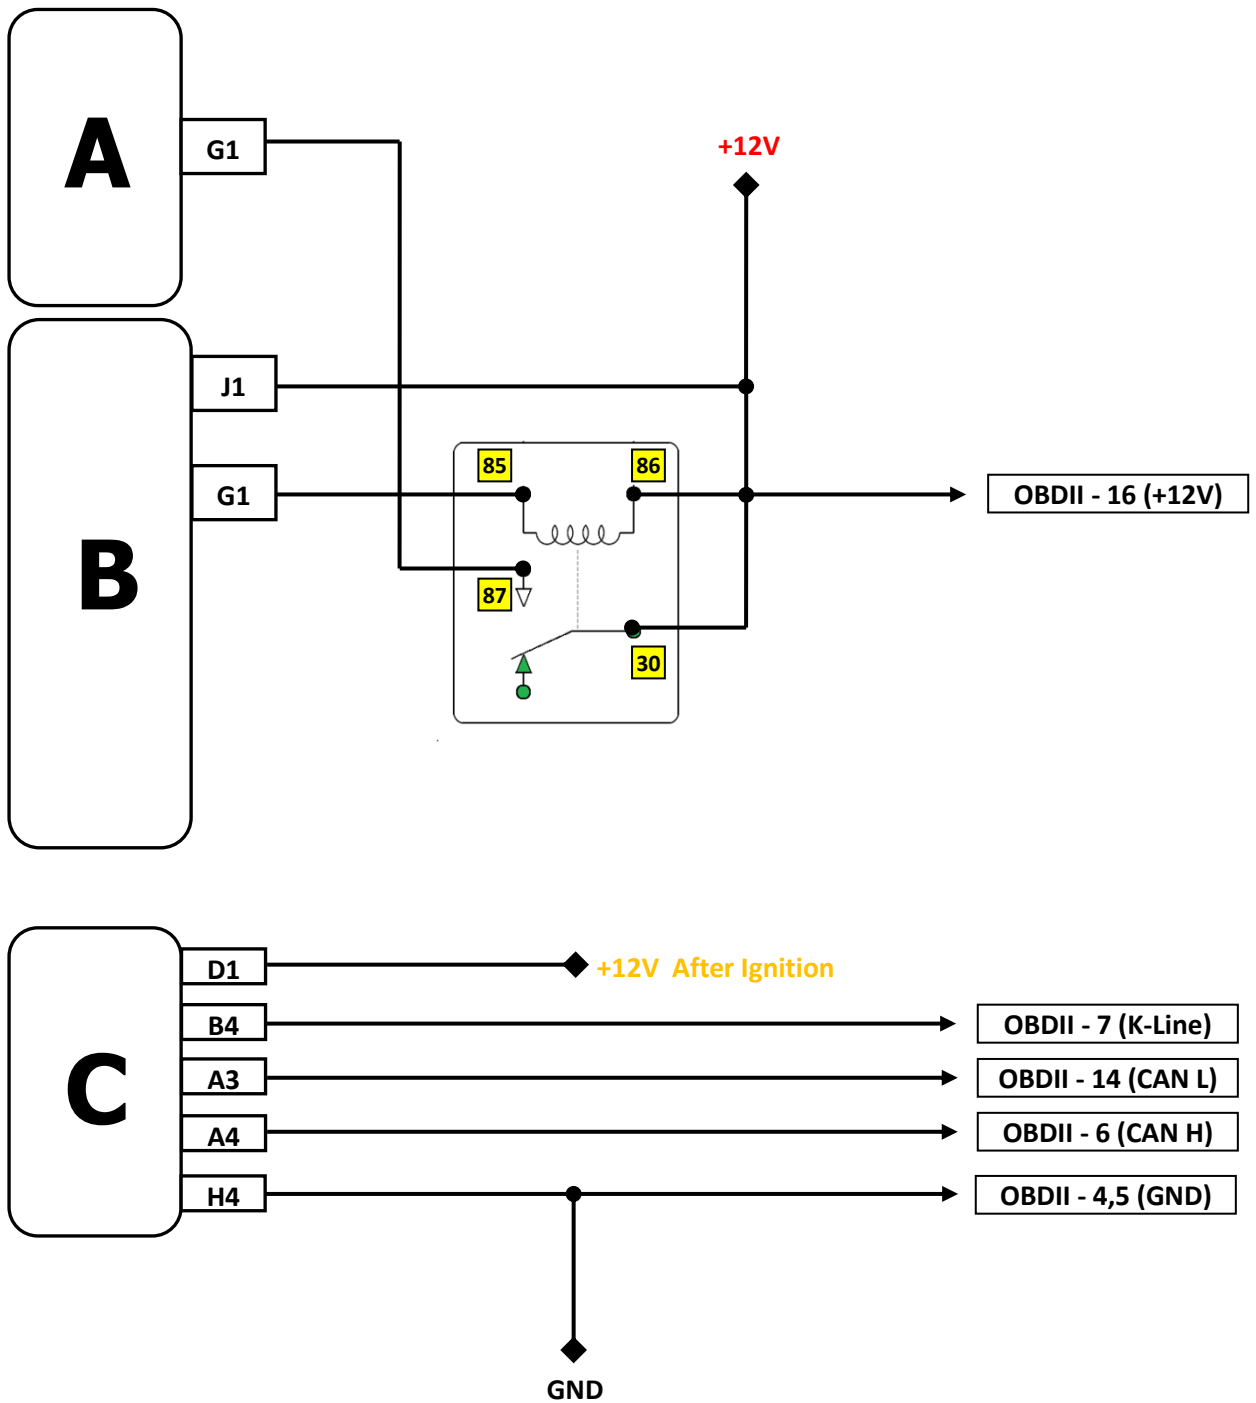 A
G1
+12V
B
J1
G1
85
86
OBDII - 16 (+12V)
87
30
C
D1
+12V After Ignition
B4
OBDII - 7 (K-Line)
A3
OBDII - 14 (CAN L)
A4
OBDII - 6 (CAN H)
H4
OBDII - 4,5 (GND)
GND